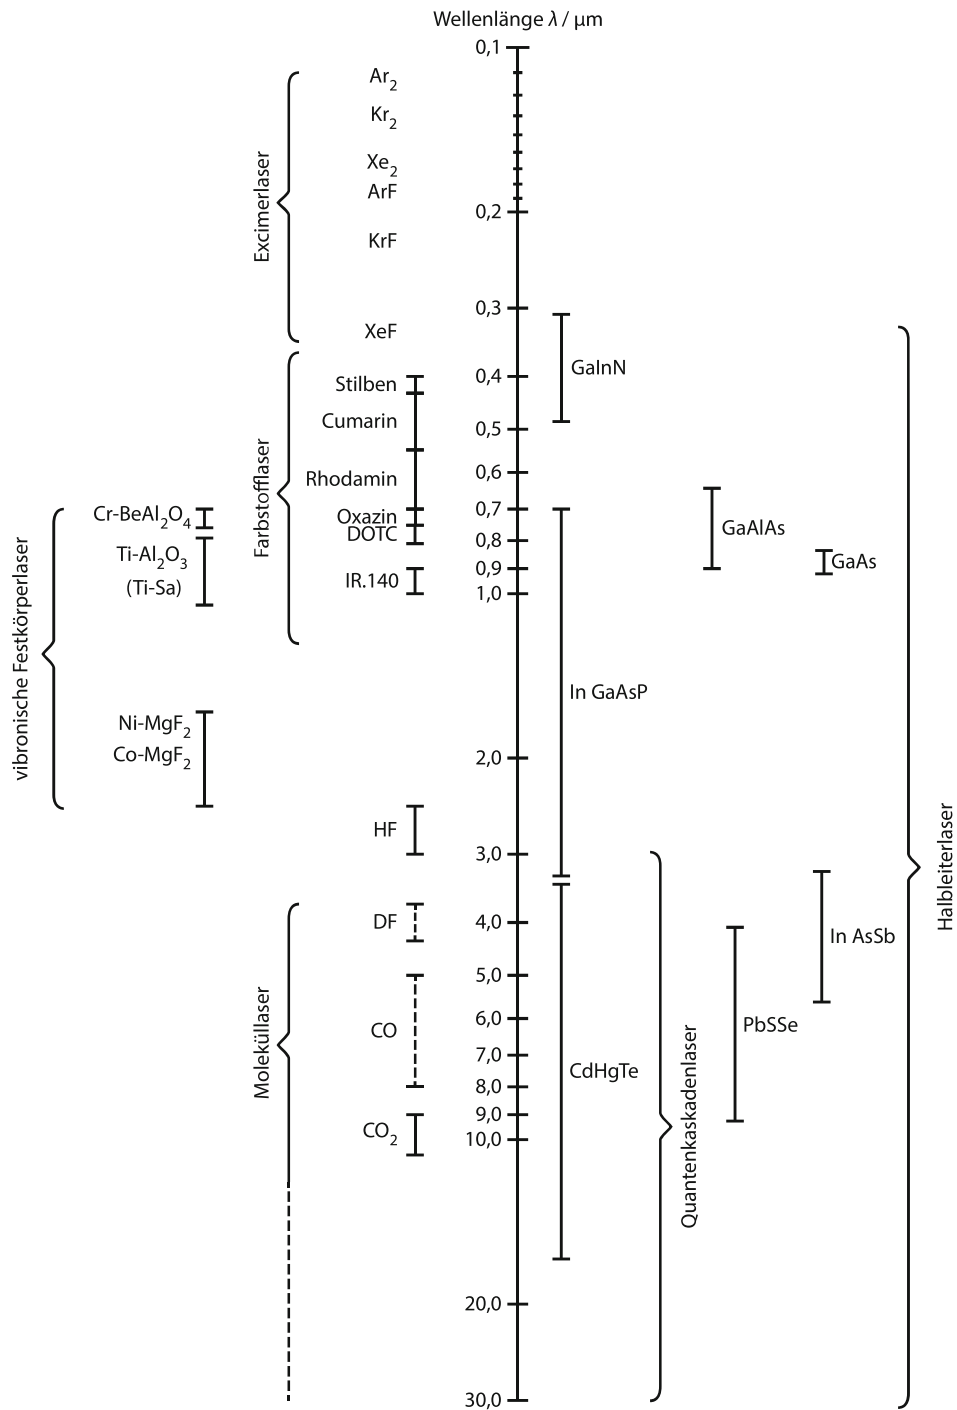 Wellenlänge λ / µm
0,1
0,2
0,3
0,4
0,5
0,6
0,7
0,8
0,9
1,0
2,0
3,0
4,0
5,0
6,0
7,0
8,0
9,0
10,0
20,0
30,0
vibronische Festkörperlaser
Cr-BeAl₂O₄
Ti-Al₂O₃
(Ti-Sa)
Ni-MgF₂
Co-MgF₂
Excimerlaser
Ar₂
Kr₂
Xe₂
ArF
KrF
XeF
Farbstofflaser
Stilben
Cumarin
Rhodamin
Oxazin
DOTC
IR.140
HF
Moleküllaser
DF
CO
CO₂
GaInN
In GaAsP
CdHgTe
Quantenkaskadenlaser
GaAlAs
GaAs
In AsSb
PbSSe
Halbleiterlaser